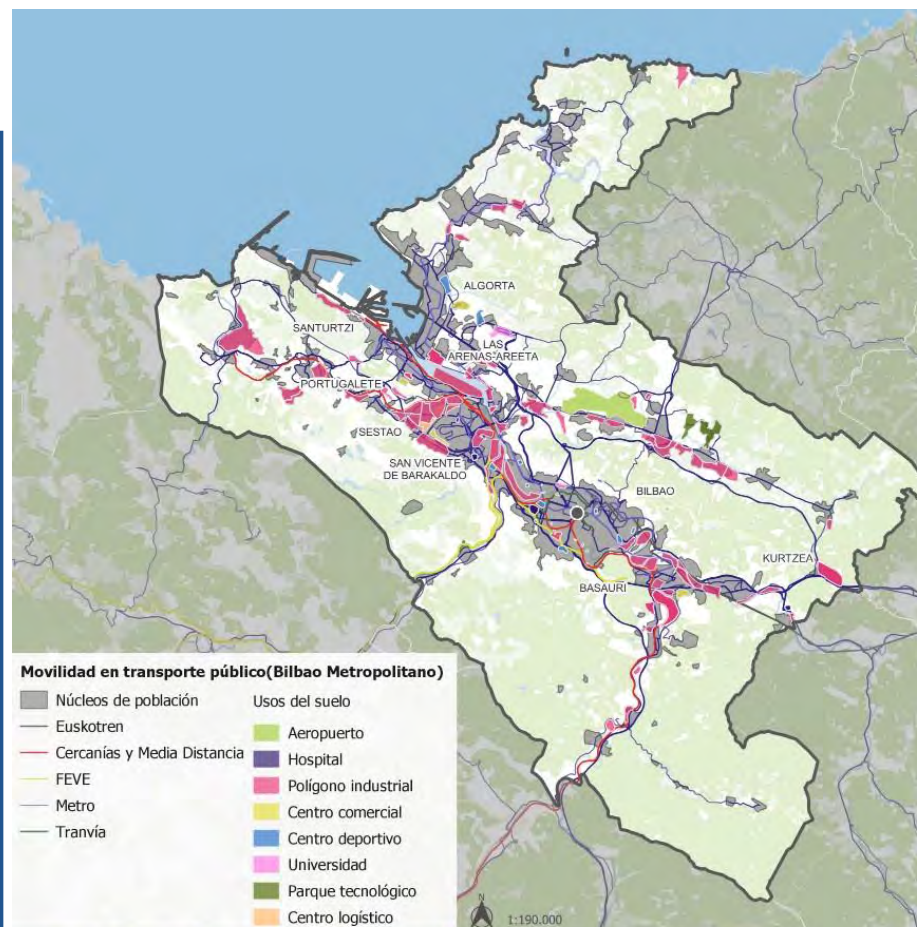 ALGORTA
SANTURTZI
LAS
ARENAS-AREETA
PORTUGALETE
SESTAO
SAN VICENTE
DE BARAKALDO
BILBAO
KURTZEA
BASAURI
Movilidad en transporte público(Bilbao Metropolitano)
Núcleos de población
Euskotren
Cercanías y Media Distancia
FEVE
Metro
Tranvía
Usos del suelo
Aeropuerto
Hospital
Polígono industrial
Centro comercial
Centro deportivo
Universidad
Parque tecnológico
Centro logístico
N
1:190.000